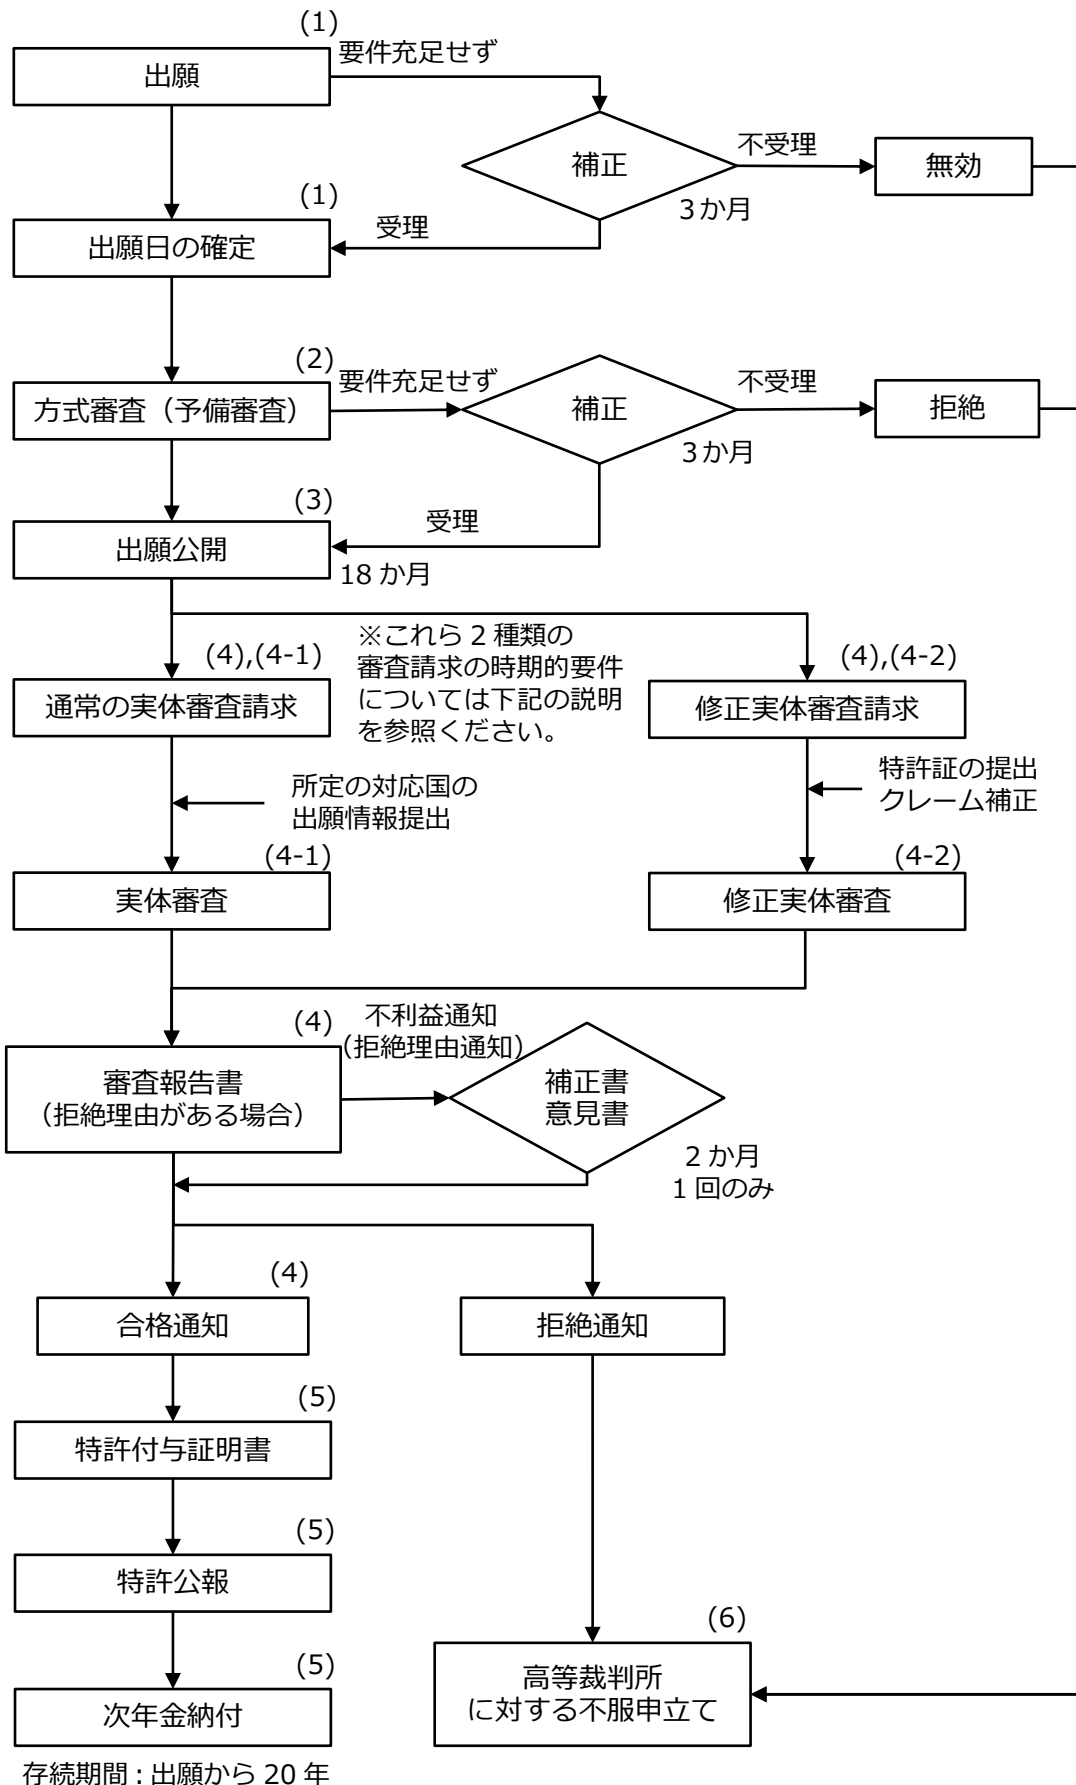 (1)
要件充足せず
出願
補正
不受理
無効
3か月
(1)
受理
出願日の確定
(2)
要件充足せず
方式審査（予備審査）
補正
不受理
拒絶
3か月
(3)
受理
出願公開
18か月
(4),(4-1)
※これら2種類の
審査請求の時期的要件
については下記の説明
を参照ください。
(4),(4-2)
通常の実体審査請求
修正実体審査請求
所定の対応国の
出願情報提出
特許証の提出
クレーム補正
(4-1)
(4-2)
実体審査
修正実体審査
(4)
不利益通知
（拒絶理由通知）
審査報告書
（拒絶理由がある場合）
補正書
意見書
2か月
1回のみ
(4)
合格通知
拒絶通知
(5)
特許付与証明書
(5)
特許公報
(6)
高等裁判所
に対する不服申立て
(5)
次年金納付
存続期間：出願から20年